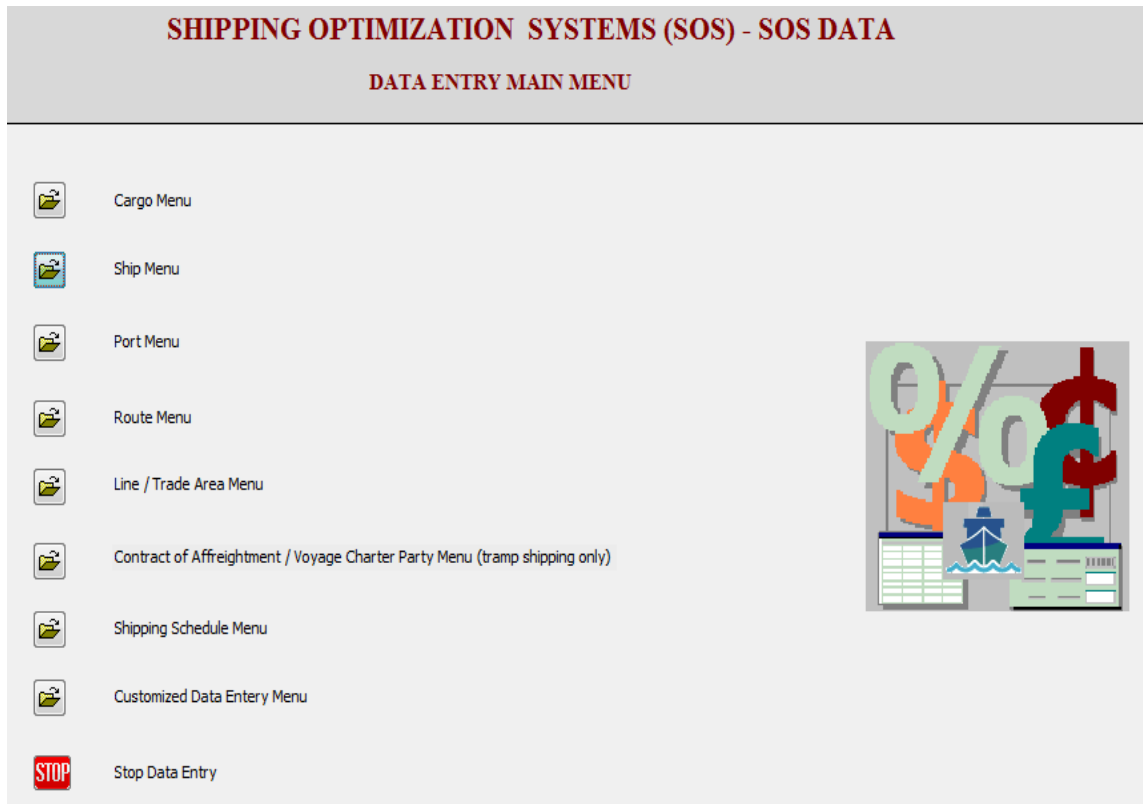 SHIPPING OPTIMIZATION SYSTEMS (SOS) - SOS DATA
DATA ENTRY MAIN MENU
Cargo Menu
Ship Menu
Port Menu
Route Menu
Line / Trade Area Menu
Contract of Affreightment / Voyage Charter Party Menu (tramp shipping only)
Shipping Schedule Menu
Customized Data Entery Menu
STOP
Stop Data Entry